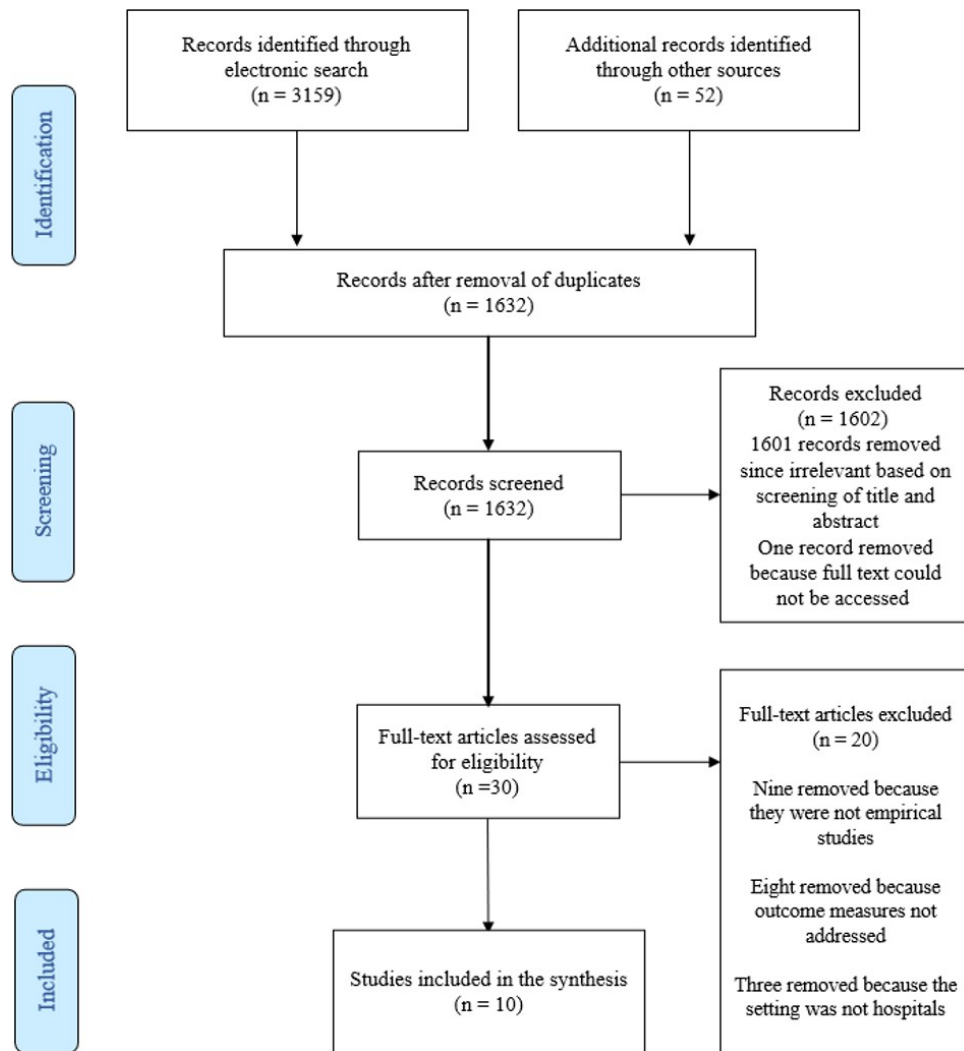 Records identified through
electronic search
(n = 3159)
Additional records identified
through other sources
(n = 52)
Identification
Records after removal of duplicates
(n = 1632)
Screening
Records screened
(n = 1632)
Records excluded
(n = 1602)
1601 records removed
since irrelevant based on
screening of title and
abstract
One record removed
because full text could
not be accessed
Eligibility
Full-text articles assessed
for eligibility
(n =30)
Full-text articles excluded
(n = 20)
Nine removed because
they were not empirical
studies
Eight removed because
outcome measures not
addressed
Three removed because the
setting was not hospitals
Included
Studies included in the synthesis
(n = 10)